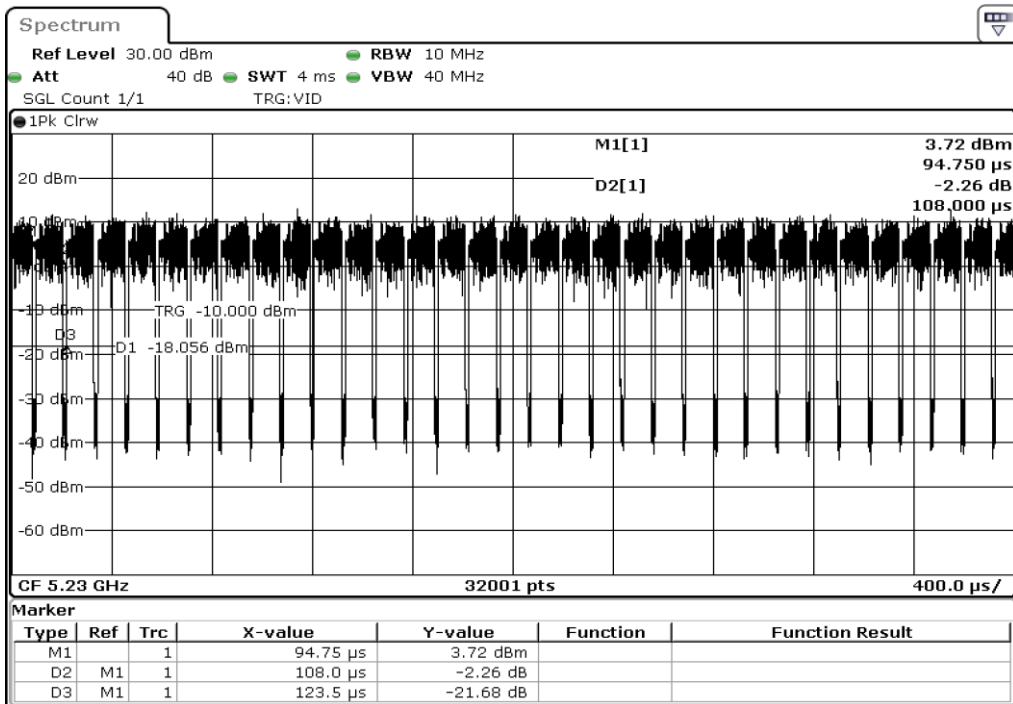 Spectrum
Ref Level 30.00 dBm RBW 10 MHz
Att 40 dB SWT 4 ms VBW 40 MHz
SGL Count 1/1 TRG:VID
1Pk Clrw
M1[1] 3.72 dBm
94.750 µs
20 dBm
D2[1] -2.26 dB
108.000 µs
10 dBm
-10 dBm
TRG -10.000 dBm
D3
D1 -18.056 dBm
-20 dBm
-30 dBm
-40 dBm
-50 dBm
-60 dBm
CF 5.23 GHz 32001 pts 400.0 µs/
Marker
Type Ref Trc X-value Y-value Function Function Result
M1 1 94.75 µs 3.72 dBm
D2 M1 1 108.0 µs -2.26 dB
D3 M1 1 123.5 µs -21.68 dB